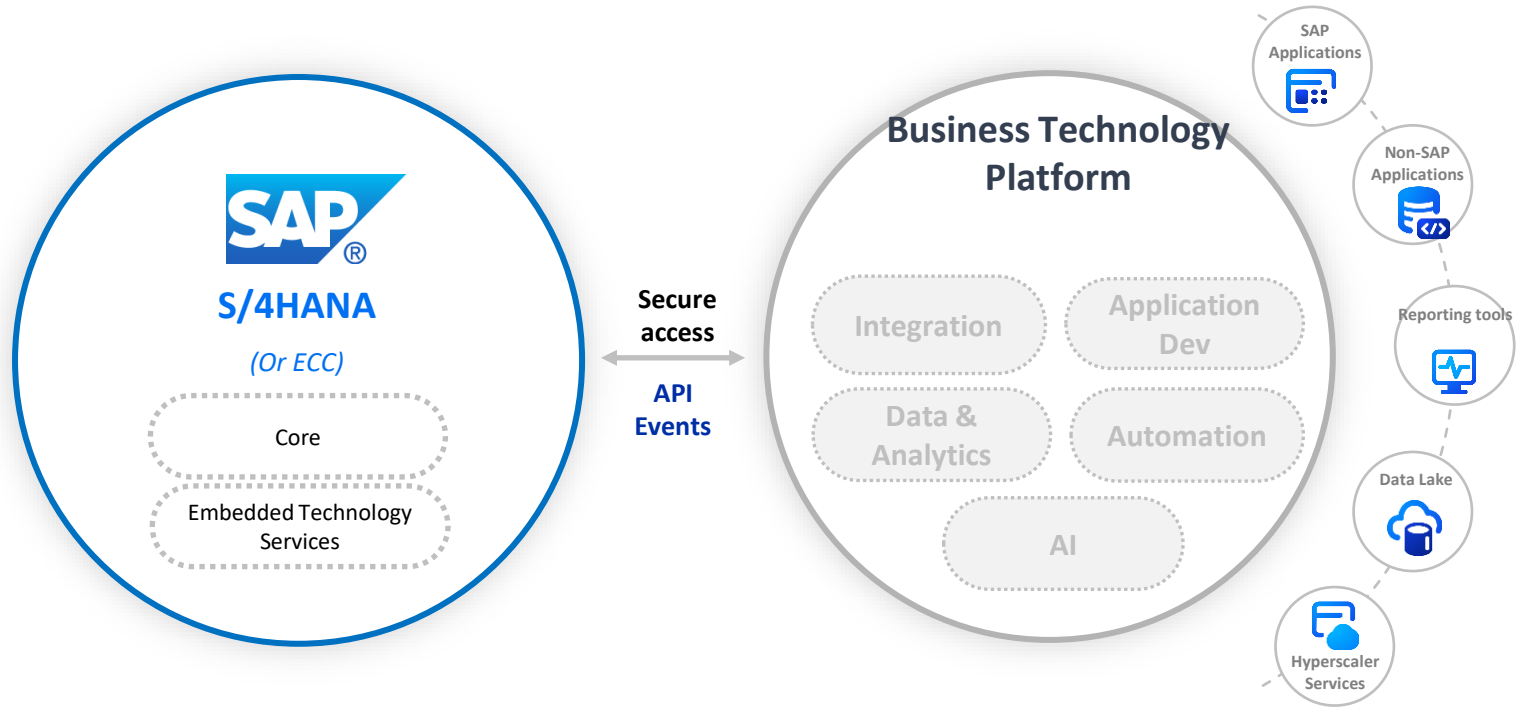 SAP
®
S/4HANA
(Or ECC)
Core
Embedded Technology
Services
Secure
access
API
Events
Business Technology
Platform
Integration
Application
Dev
Data &
Analytics
Automation
AI
SAP
Applications
Non-SAP
Applications
</>
Reporting tools
Data Lake
Hyperscaler
Services